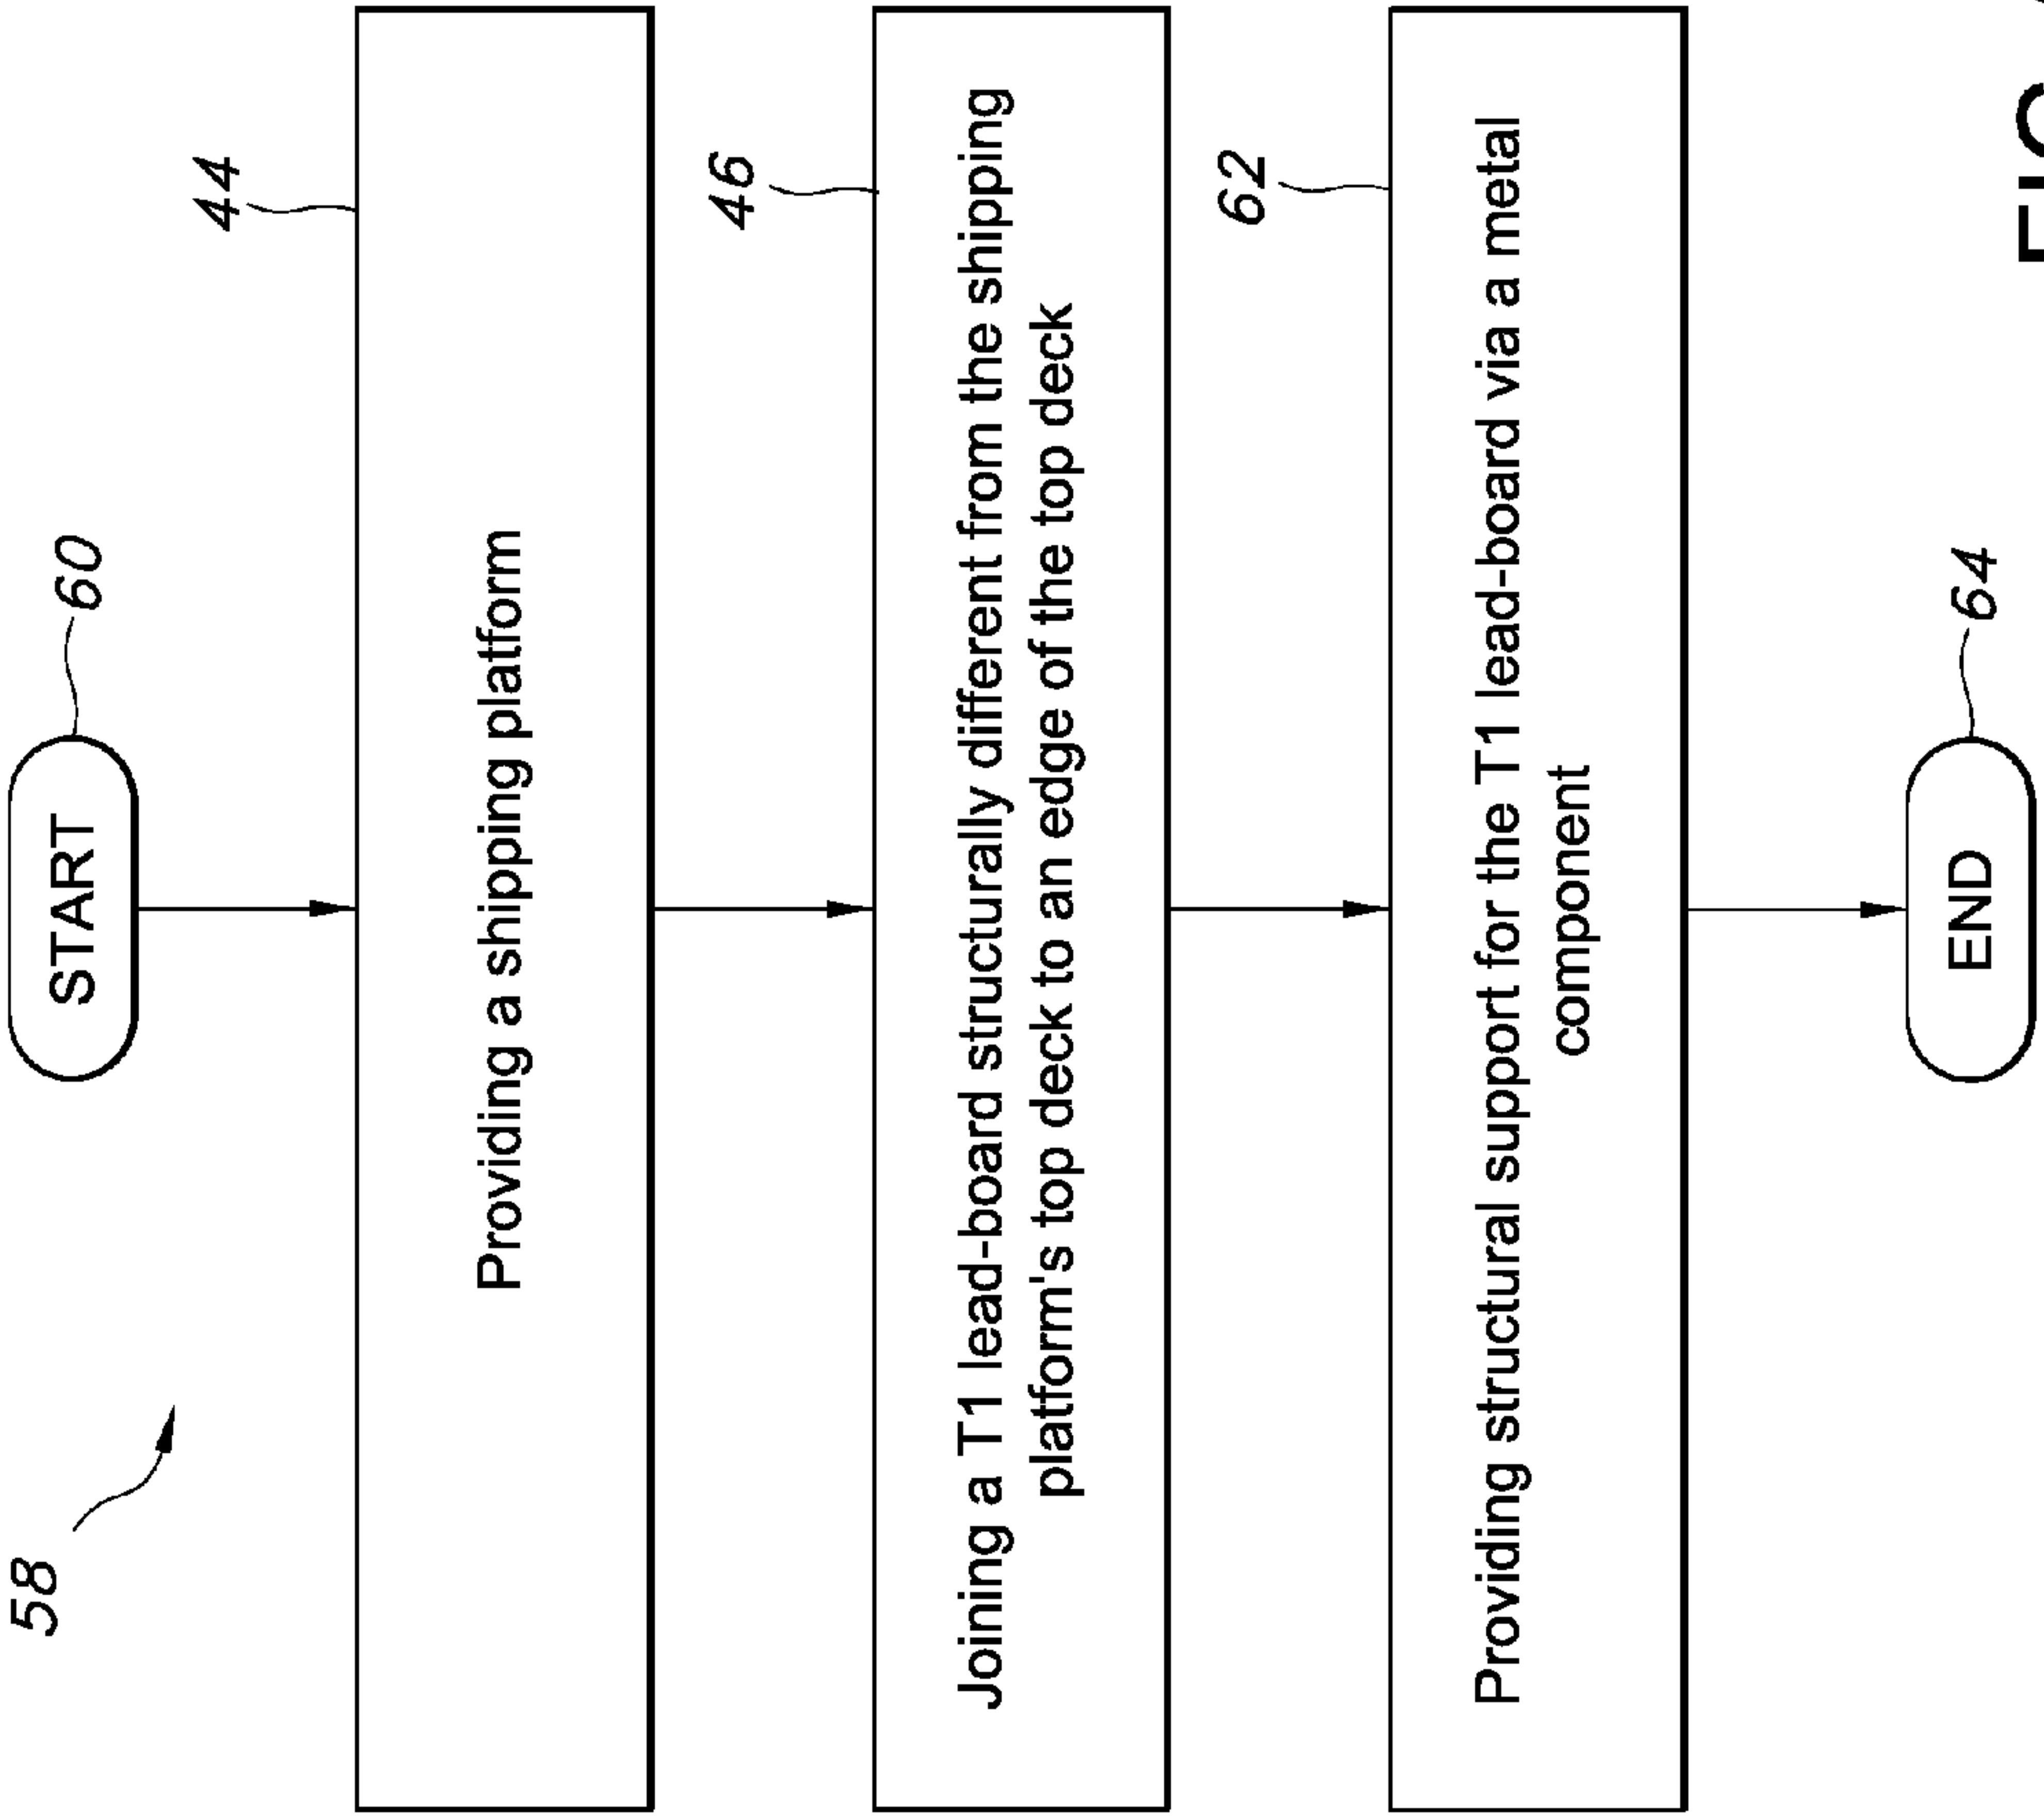 58
START
60
44
Providing a shipping platform
46
Joining a T1 lead-board structurally different from the shipping
platform's top deck to an edge of the top deck
62
Providing structural support for the T1 lead-board via a metal
component
END
64